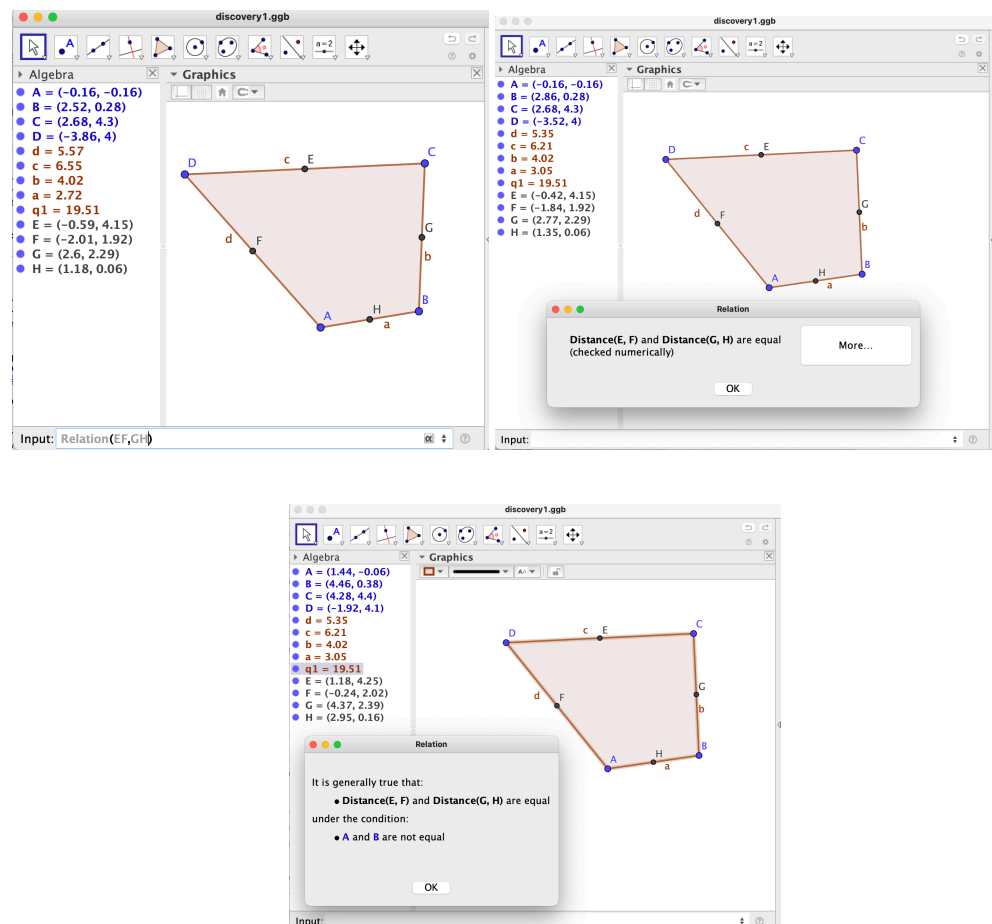 discovery1.ggb
A
a=2
Algebra
Graphics
A = (-0.16, -0.16)
B = (2.52, 0.28)
C = (2.68, 4.3)
D = (-3.86, 4)
d = 5.57
c = 6.55
b = 4.02
a = 2.72
q1 = 19.51
E = (-0.59, 4.15)
F = (-2.01, 1.92)
G = (2.6, 2.29)
H = (1.18, 0.06)
D
c
E
C
d
F
G
b
A
H
a
B
Input: Relation(EF,GH)
α
discovery1.ggb
A
a=2
Algebra
Graphics
A = (-0.16, -0.16)
B = (2.86, 0.28)
C = (2.68, 4.3)
D = (-3.52, 4)
d = 5.35
c = 6.21
b = 4.02
a = 3.05
q1 = 19.51
E = (-0.42, 4.15)
F = (-1.84, 1.92)
G = (2.77, 2.29)
H = (1.35, 0.06)
D
c
E
C
d
F
G
b
A
H
a
B
Relation
Distance(E, F) and Distance(G, H) are equal
(checked numerically)
More...
OK
Input:
discovery1.ggb
A
a=2
Algebra
Graphics
AA
A = (1.44, -0.06)
B = (4.46, 0.38)
C = (4.28, 4.4)
D = (-1.92, 4.1)
d = 5.35
c = 6.21
b = 4.02
a = 3.05
q1 = 19.51
E = (1.18, 4.25)
F = (-0.24, 2.02)
G = (4.37, 2.39)
H = (2.95, 0.16)
D
c
E
C
d
F
G
b
A
H
a
B
Relation
It is generally true that:
• Distance(E, F) and Distance(G, H) are equal
under the condition:
• A and B are not equal
OK
Input: